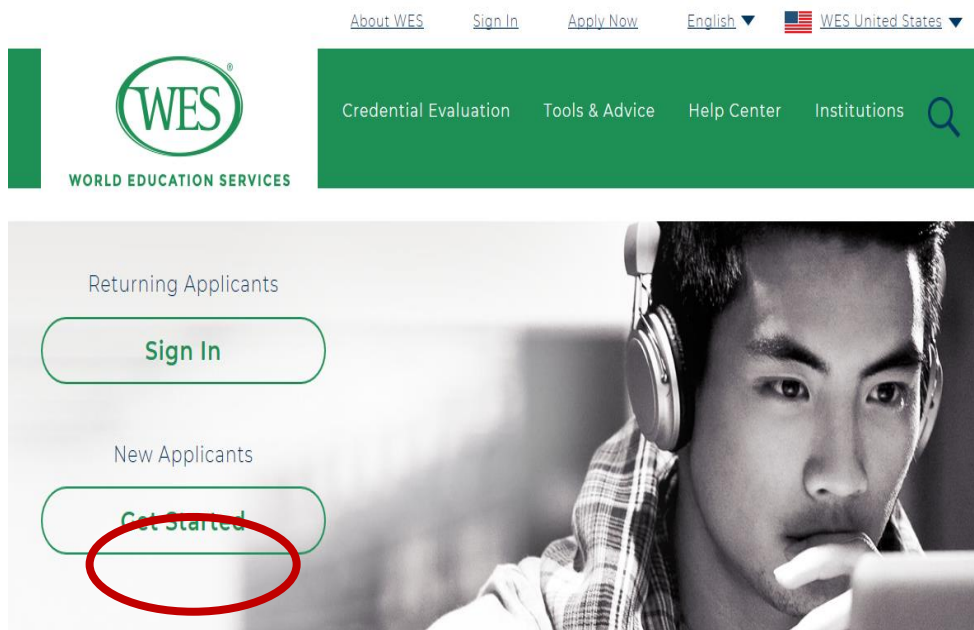 About WES Sign In Apply Now English WES United States
WES
®
WORLD EDUCATION SERVICES
Credential Evaluation Tools & Advice Help Center Institutions
Returning Applicants
Sign In
New Applicants
Get Started